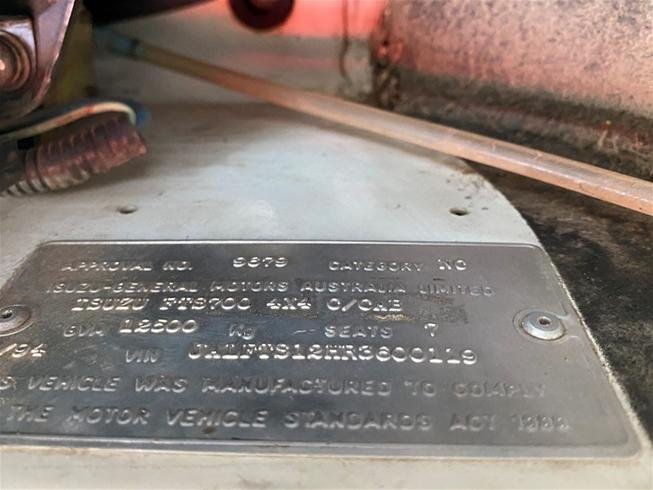 APPROVAL NO. 9679 CATEGORY NC
ISUZU-GENERAL MOTORS AUSTRALIA LIMITED
ISUZU FTS700 4X4 C/CAB
GVM 12500 Kg SEATS 7
/94 VIN JALFTS12HR3600119
S VEHICLE WAS MANUFACTURED TO COMPLY
THE MOTOR VEHICLE STANDARDS ACT 1989